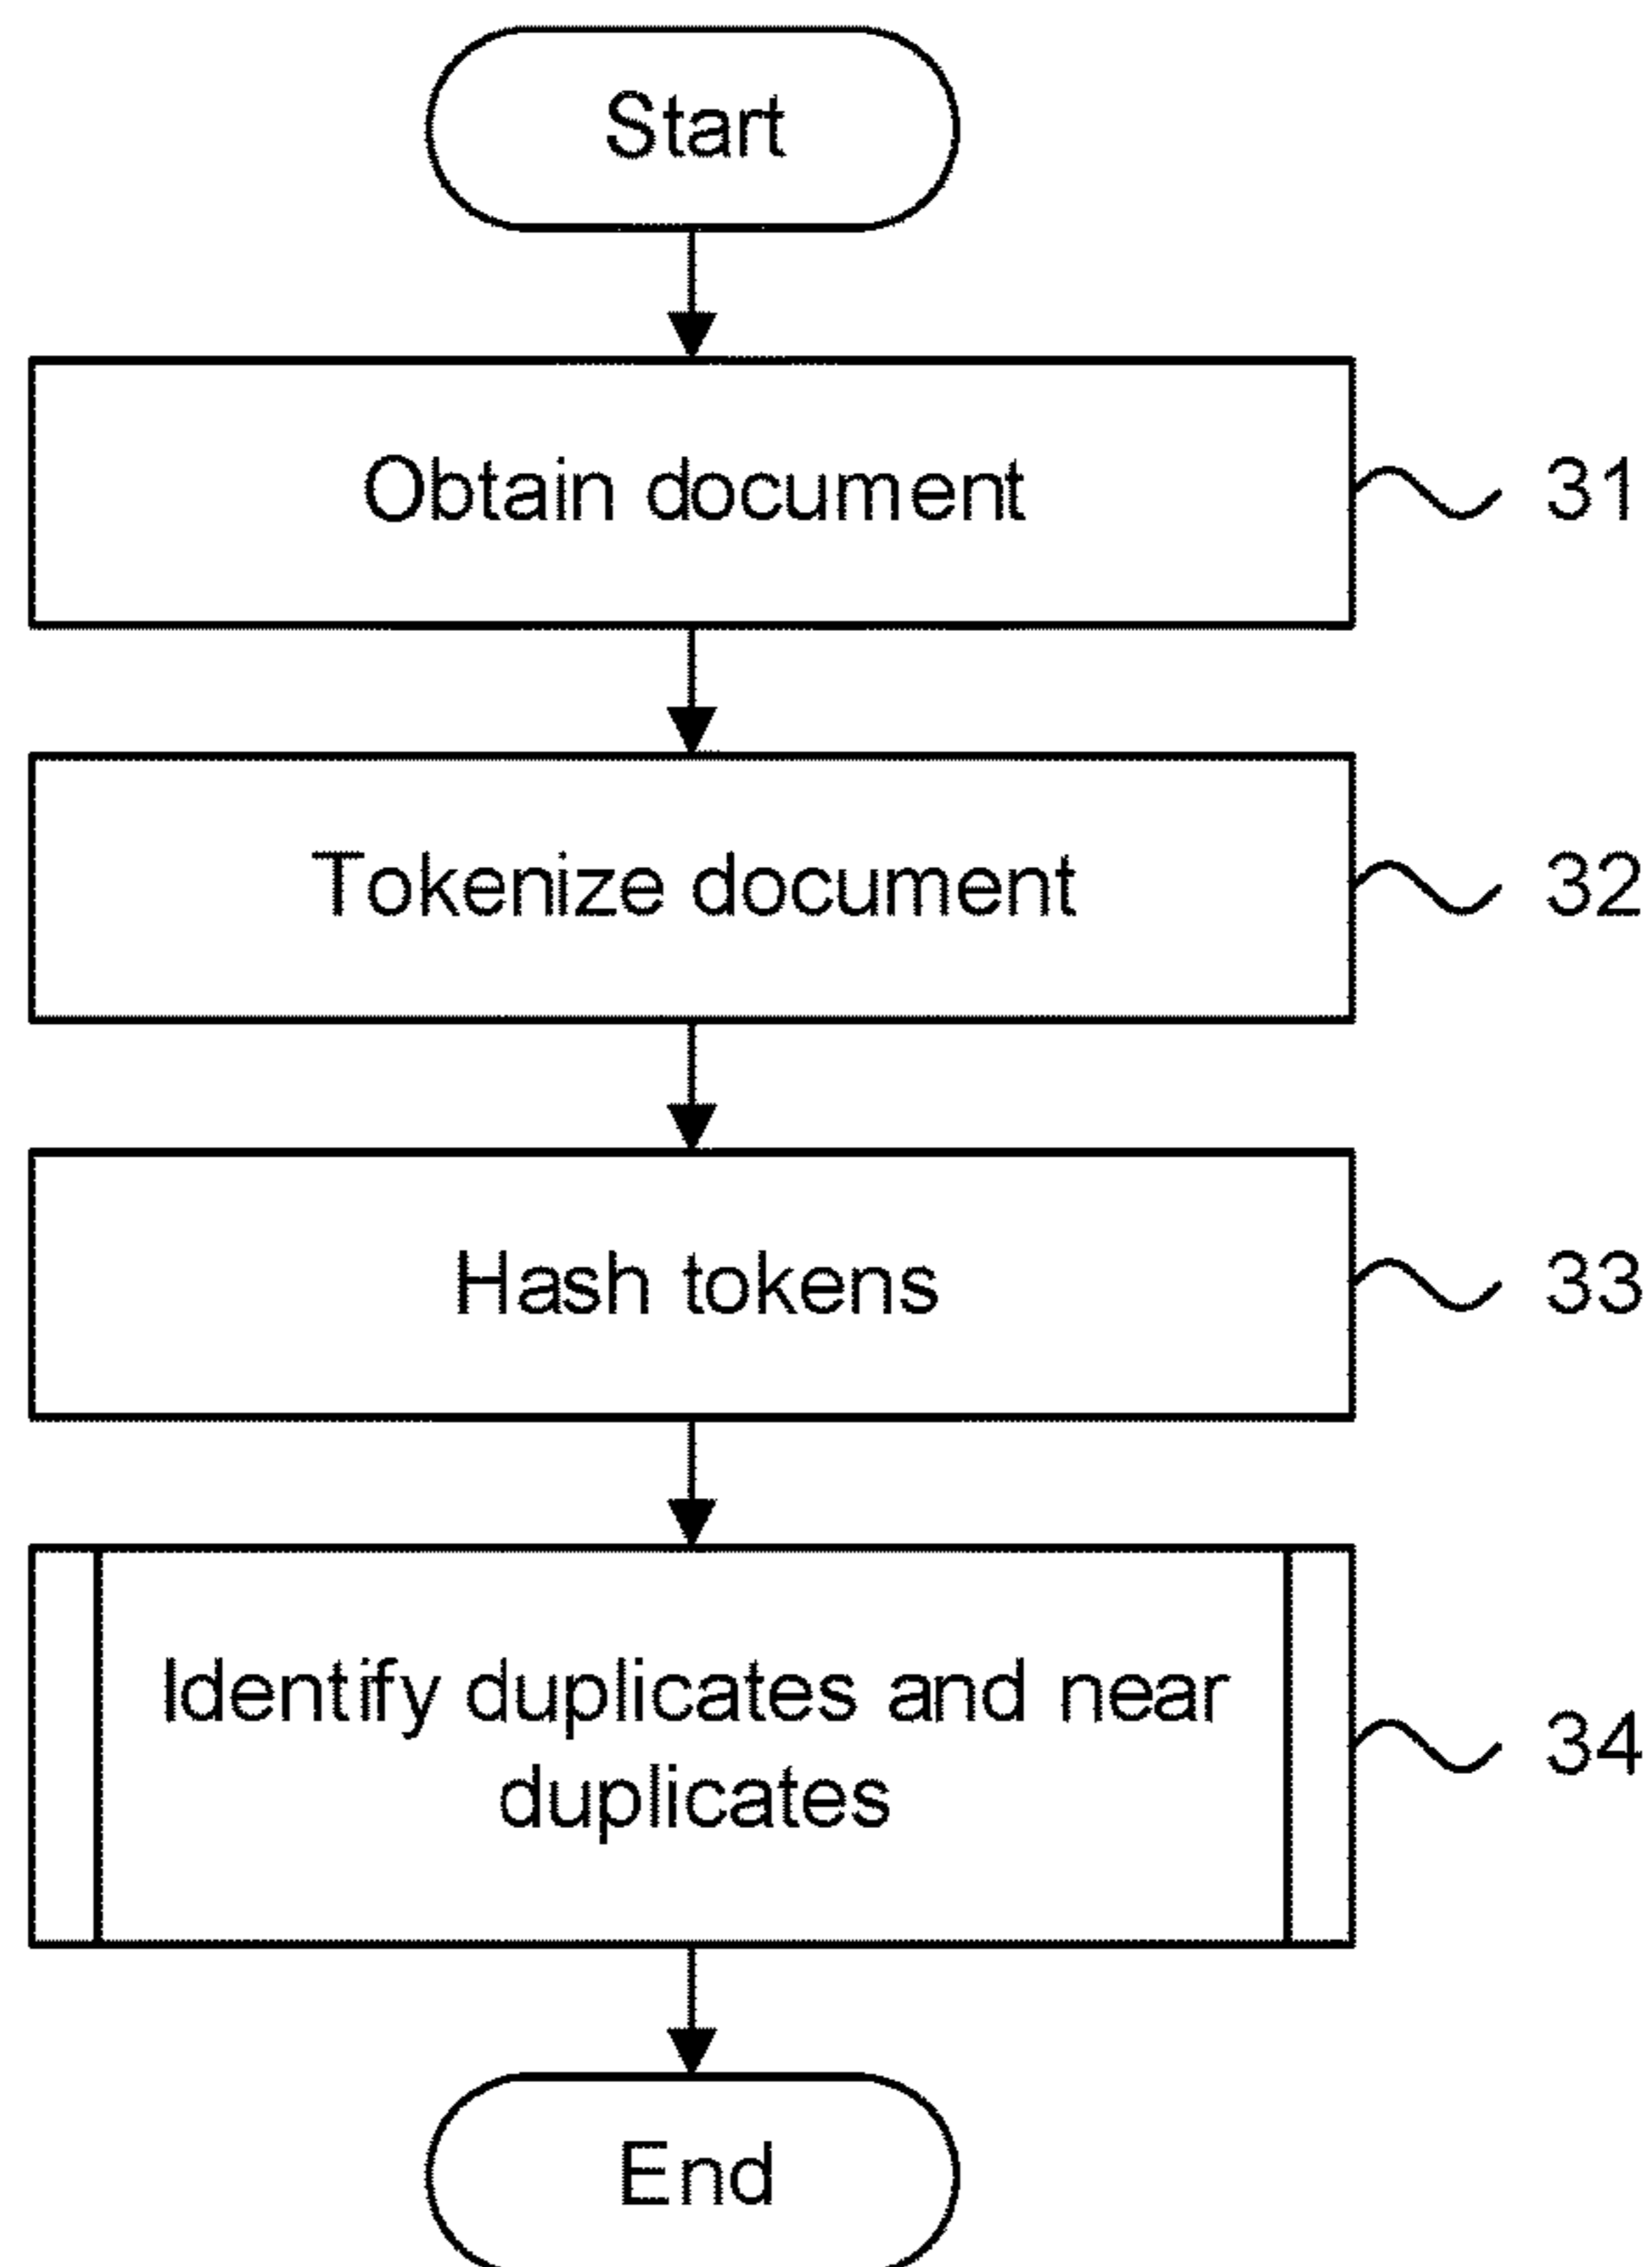 Start
Obtain document
31
Tokenize document
32
Hash tokens
33
Identify duplicates and near
duplicates
34
End